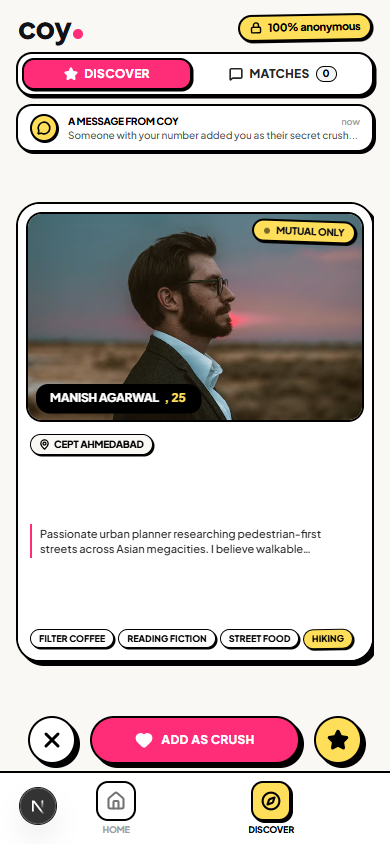 coy.
100% anonymous
DISCOVER
MATCHES 0
A MESSAGE FROM COY now
Someone with your number added you as their secret crush...
MUTUAL ONLY
MANISH AGARWAL , 25
CEPT AHMEDABAD
Passionate urban planner researching pedestrian-first
streets across Asian megacities. I believe walkable...
FILTER COFFEE READING FICTION STREET FOOD HIKING
ADD AS CRUSH
N
HOME DISCOVER